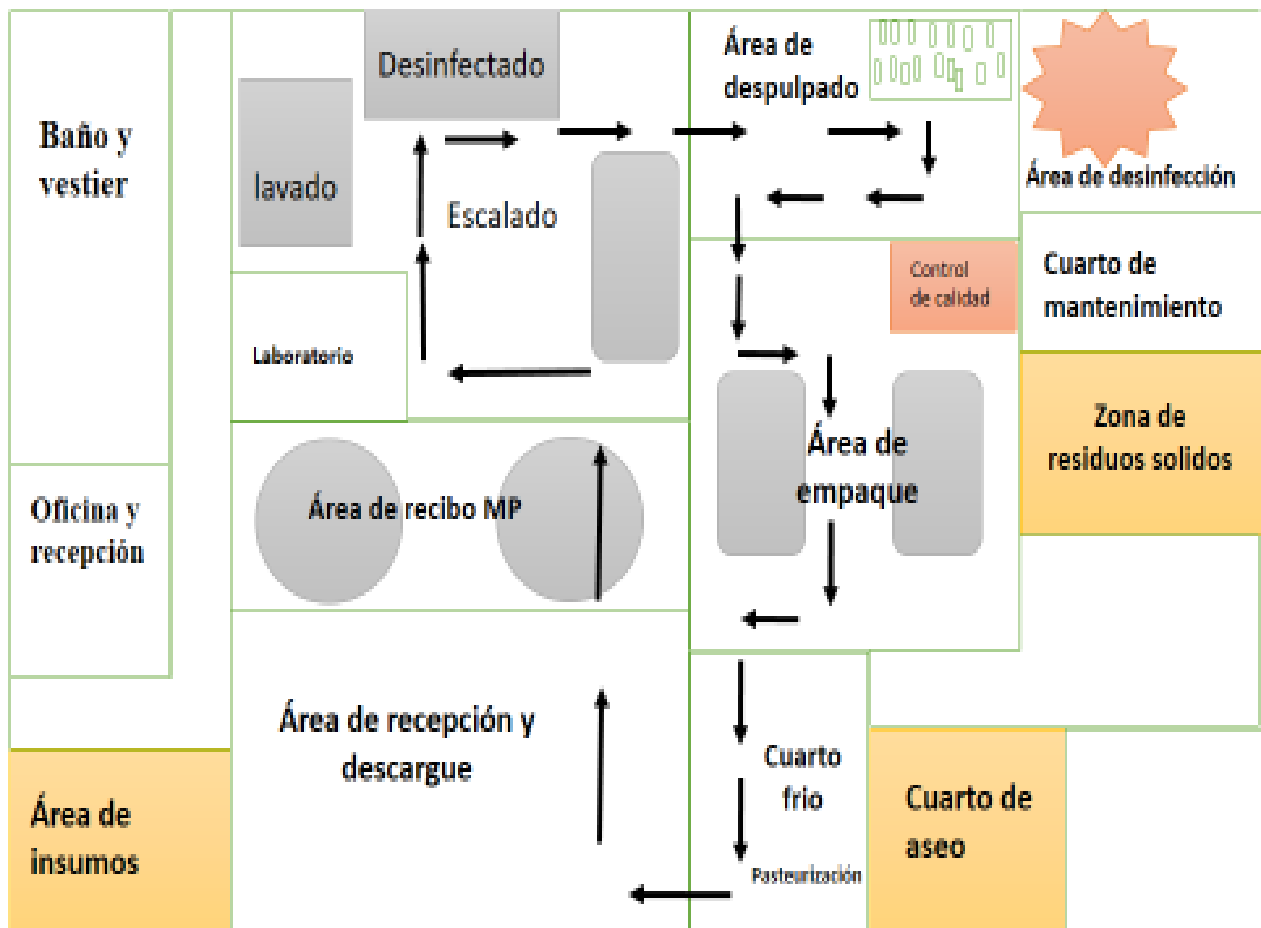 Baño y
vestier
Desinfectado
lavado
Escalado
Área de
despulpado
Área de desinfección
Control
de calidad
Cuarto de
mantenimiento
Laboratorio
Zona de
residuos solidos
Área de
empaque
Oficina y
recepción
Área de recibo MP
Área de recepción y
descargue
Cuarto
frio
Pasteurización
Área de
insumos
Cuarto de
aseo